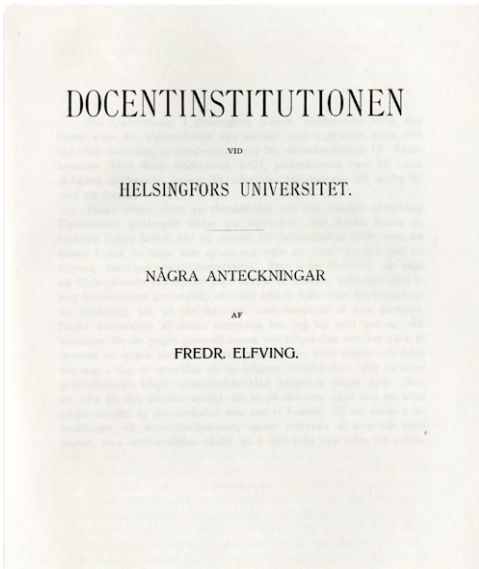 DOCENTINSTITUTIONEN
VID
HELSINGFORS UNIVERSITET.
NÅGRA ANTECKNINGAR
AF
FREDR. ELFVING.